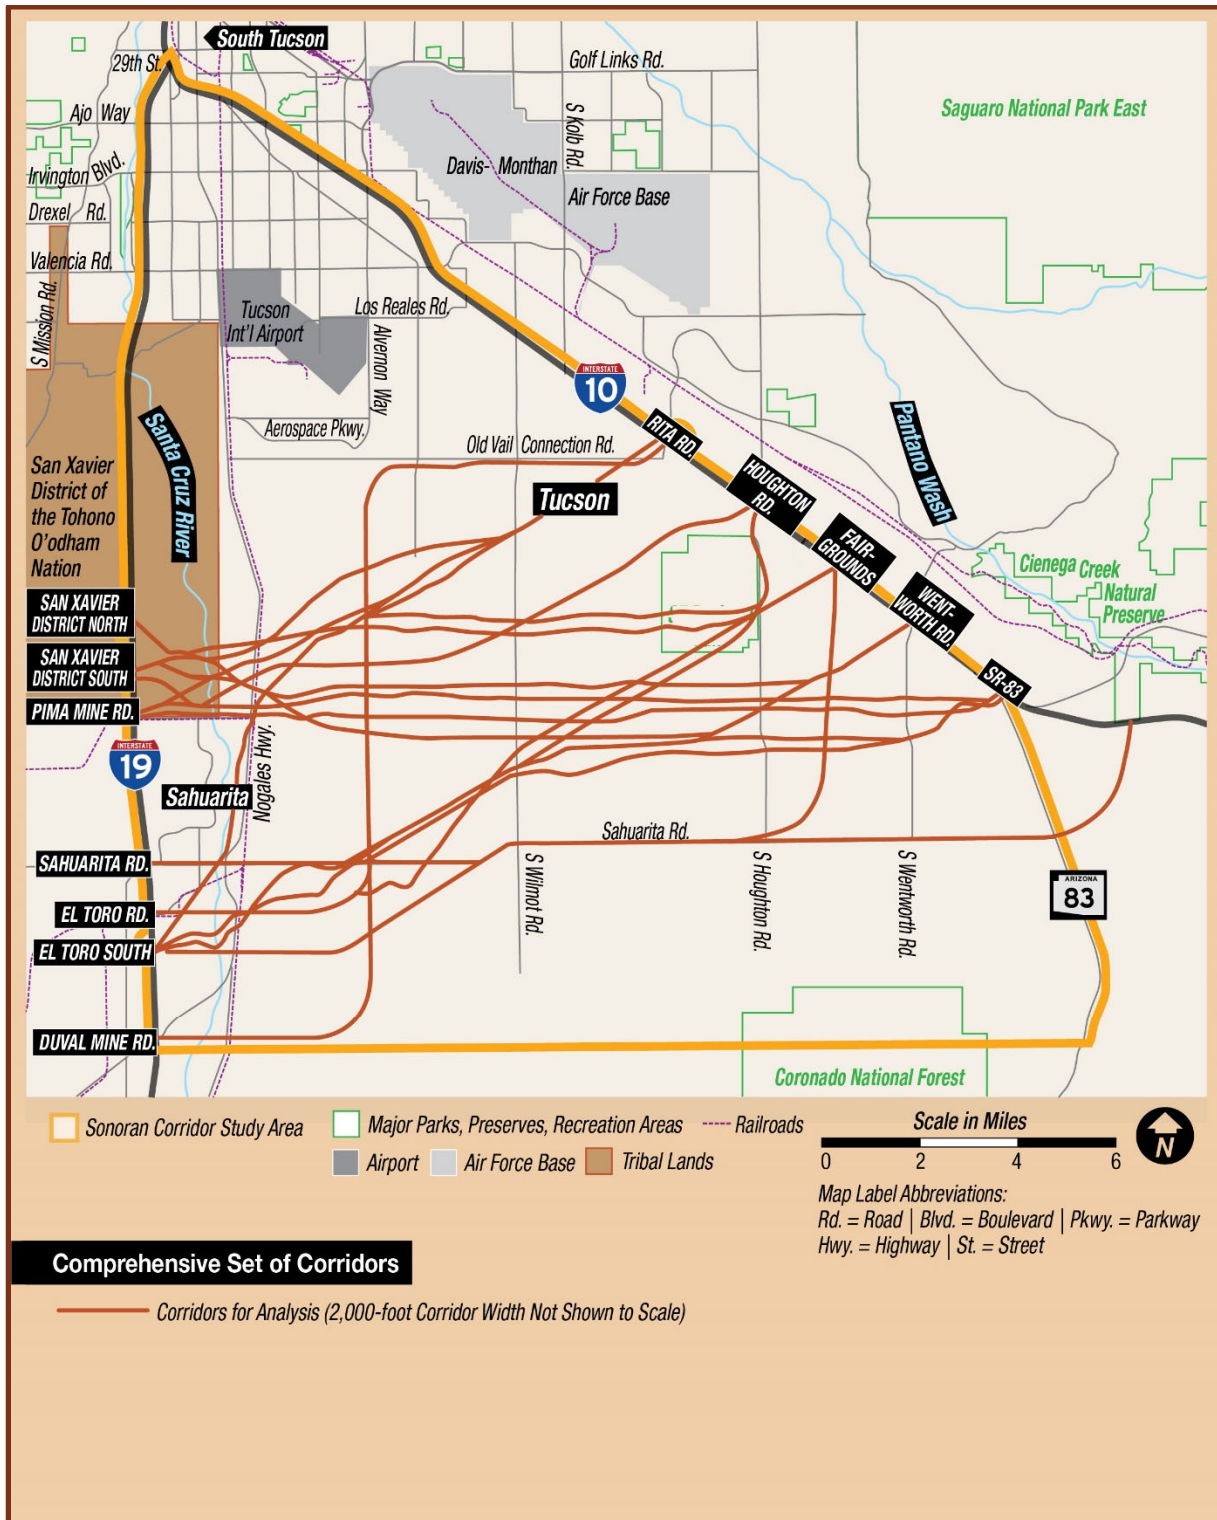 South Tucson
29th St.
Golf Links Rd.
Ajo Way
S Kolb Rd.
Saguaro National Park East
Irvington Blvd.
Davis- Monthan
Air Force Base
Drexel Rd.
Valencia Rd.
S Mission Rd.
Tucson
Int'l Airport
Los Reales Rd.
Alvernon Way
INTERSTATE
10
Aerospace Pkwy.
Old Vail Connection Rd.
RITA RD.
Santa Cruz River
Pantano Wash
San Xavier
District of
the Tohono
O'odham
Nation
Tucson
HOUGHTON
RD.
FAIR-
GROUNDS
Cienega Creek
Natural
Preserve
WENT-
WORTH RD.
SAN XAVIER
DISTRICT NORTH
SAN XAVIER
DISTRICT SOUTH
SR-83
PIMA MINE RD.
INTERSTATE
19
Nogales Hwy.
Sahuarita
Sahuarita Rd.
SAHUARITA RD.
S Wilmot Rd.
S Houghton Rd.
S Wentworth Rd.
ARIZONA
83
EL TORO RD.
EL TORO SOUTH
DUVAL MINE RD.
Coronado National Forest
Sonoran Corridor Study Area
Major Parks, Preserves, Recreation Areas
Railroads
Airport
Air Force Base
Tribal Lands
Scale in Miles
0 2 4 6
N
Map Label Abbreviations:
Rd. = Road | Blvd. = Boulevard | Pkwy. = Parkway
Hwy. = Highway | St. = Street
Comprehensive Set of Corridors
Corridors for Analysis (2,000-foot Corridor Width Not Shown to Scale)